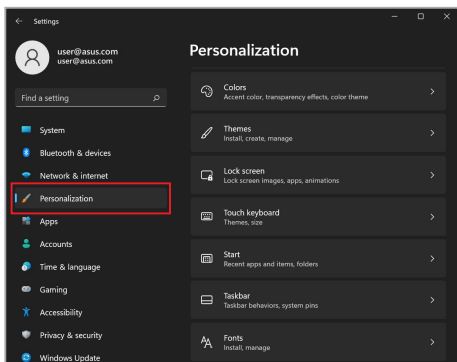 Settings
user@asus.com
user@asus.com
Find a setting
System
Bluetooth & devices
Network & internet
Personalization
Apps
Accounts
Time & language
Gaming
Accessibility
Privacy & security
Windows Update
Personalization
Colors
Accent color, transparency effects, color theme
Themes
Install, create, manage
Lock screen
Lock screen images, apps, animations
Touch keyboard
Themes, size
Start
Recent apps and items, folders
Taskbar
Taskbar behaviors, system pins
Fonts
Install, manage